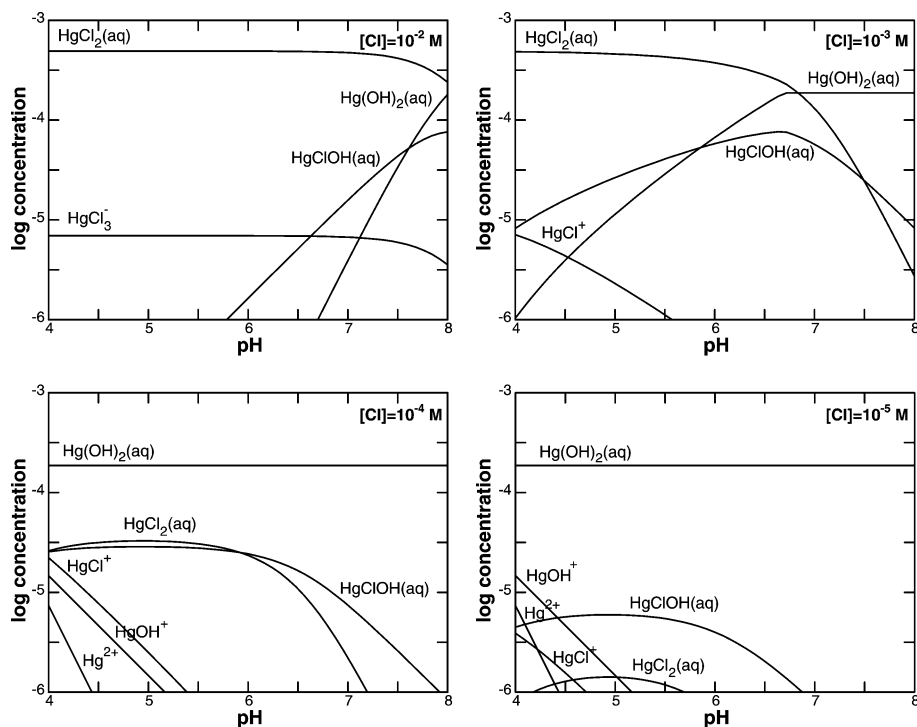 [Cl]=10⁻² M
HgCl₂(aq)
Hg(OH)₂(aq)
HgClOH(aq)
HgCl₃⁻
-3
-4
-5
-6
4 5 6 7 8
log concentration
pH
[Cl]=10⁻³ M
HgCl₂(aq)
Hg(OH)₂(aq)
HgClOH(aq)
HgCl⁺
-3
-4
-5
-6
4 5 6 7 8
log concentration
pH
[Cl]=10⁻⁴ M
Hg(OH)₂(aq)
HgCl₂(aq)
HgCl⁺
HgClOH(aq)
HgOH⁺
Hg²⁺
-3
-4
-5
-6
4 5 6 7 8
log concentration
pH
[Cl]=10⁻⁵ M
Hg(OH)₂(aq)
HgOH⁺
HgClOH(aq)
Hg²⁺
HgCl⁺
HgCl₂(aq)
-3
-4
-5
-6
4 5 6 7 8
log concentration
pH